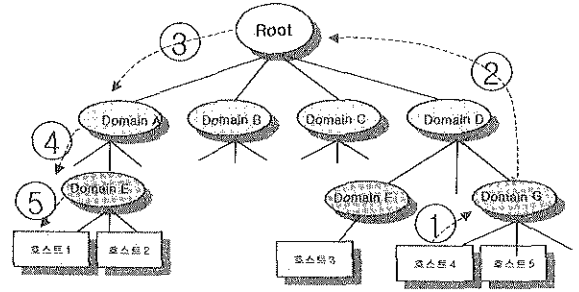 Root
③
②
Domain A
Domain B
Domain C
Domain D
④
⑤
Domain E
Domain F
①
Domain G
호스트1
호스트2
호스트3
호스트4
호스트5